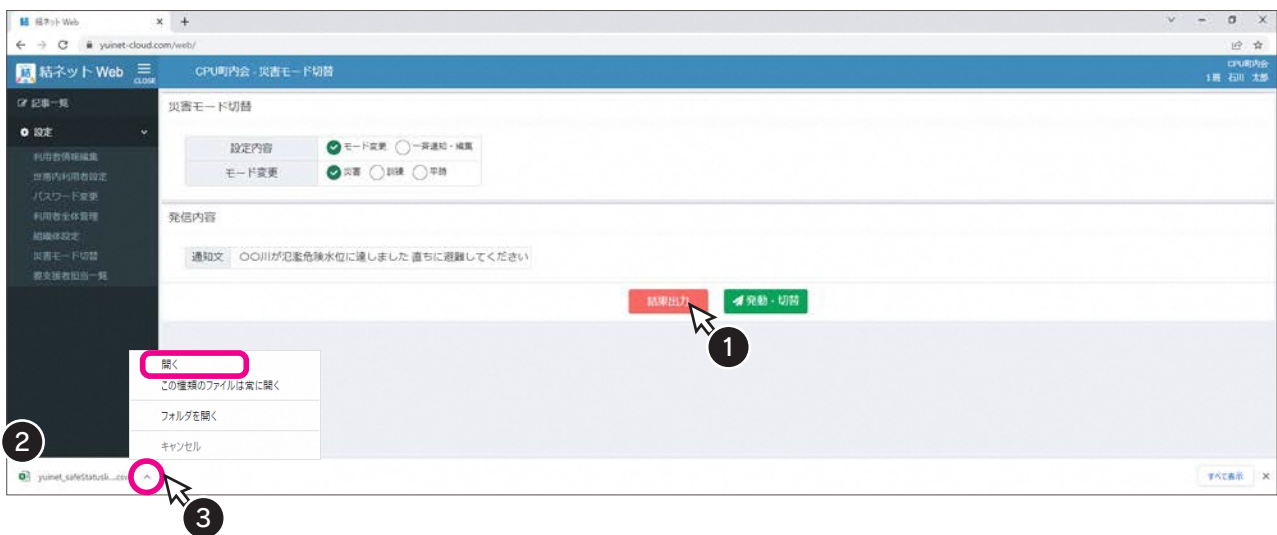 結ネット Web
yuinet-cloud.com/web/
結 結ネット Web
CLOSE
CPU町内会 - 災害モード切替
CPU町内会
1班 石川 太郎
記事一覧
設定
利用者情報編集
世帯内利用者設定
パスワード変更
利用者全体管理
組織体設定
災害モード切替
要支援者担当一覧
災害モード切替
設定内容 モード変更 一斉通知・編集
モード変更 災害 訓練 平時
発信内容
通知文 〇〇川が氾濫危険水位に達しました 直ちに避難してください
結果出力 発動・切替
1
開く
この種類のファイルは常に開く
フォルダを開く
キャンセル
2
yuinet_safeStatusli....csv
すべて表示
3